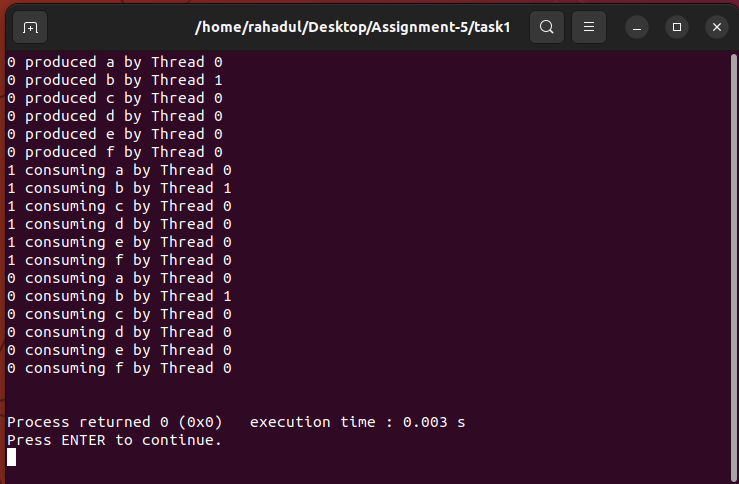 /home/rahadul/Desktop/Assignment-5/task1
0 produced a by Thread 0
0 produced b by Thread 1
0 produced c by Thread 0
0 produced d by Thread 0
0 produced e by Thread 0
0 produced f by Thread 0
1 consuming a by Thread 0
1 consuming b by Thread 1
1 consuming c by Thread 0
1 consuming d by Thread 0
1 consuming e by Thread 0
1 consuming f by Thread 0
0 consuming a by Thread 0
0 consuming b by Thread 1
0 consuming c by Thread 0
0 consuming d by Thread 0
0 consuming e by Thread 0
0 consuming f by Thread 0
Process returned 0 (0x0)   execution time : 0.003 s
Press ENTER to continue.